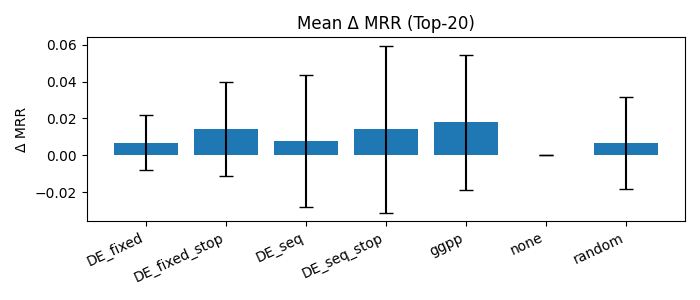 Mean Δ MRR (Top-20)
Δ MRR
0.06
0.04
0.02
0.00
−0.02
DE_fixed
DE_fixed_stop
DE_seq
DE_seq_stop
ggpp
none
random